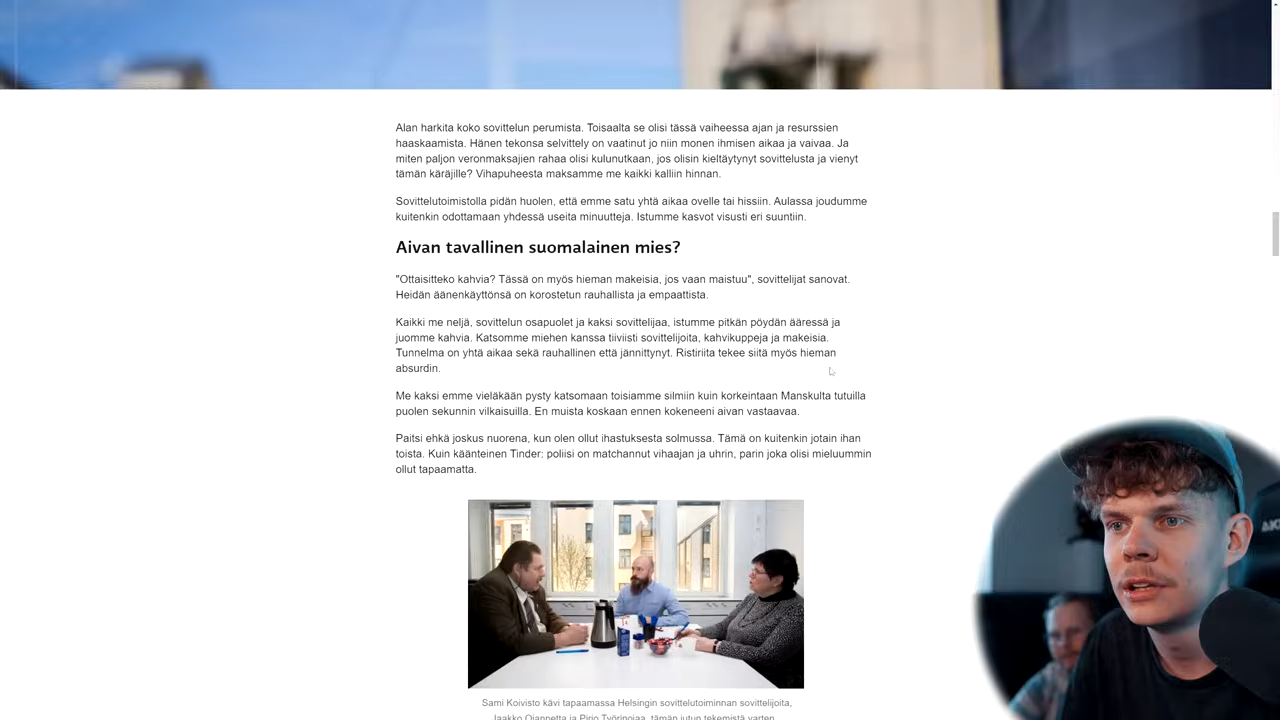 Alan harkita koko sovittelun perumista. Toisaalta se olisi tässä vaiheessa ajan ja resurssien
haaskaamista. Hänen tekonsa selvittely on vaatinut jo niin monen ihmisen aikaa ja vaivaa. Ja
miten paljon veronmaksajien rahaa olisi kulunutkaan, jos olisin kieltäytynyt sovittelusta ja vienyt
tämän käräjille? Vihapuheesta maksamme me kaikki kalliin hinnan.
Sovittelutoimistolla pidän huolen, että emme satu yhtä aikaa ovelle tai hissiin. Aulassa joudumme
kuitenkin odottamaan yhdessä useita minuutteja. Istumme kasvot visusti eri suuntiin.
Aivan tavallinen suomalainen mies?
"Ottaisitteko kahvia? Tässä on myös hieman makeisia, jos vaan maistuu", sovittelijat sanovat.
Heidän äänenkäyttönsä on korostetun rauhallista ja empaattista.
Kaikki me neljä, sovittelun osapuolet ja kaksi sovittelijaa, istumme pitkän pöydän ääressä ja
juomme kahvia. Katsomme miehen kanssa tiiviisti sovittelijoita, kahvikuppeja ja makeisia.
Tunnelma on yhtä aikaa sekä rauhallinen että jännittynyt. Ristiriita tekee siitä myös hieman
absurdin.
Me kaksi emme vieläkään pysty katsomaan toisiamme silmiin kuin korkeintaan Manskulta tutuilla
puolen sekunnin vilkaisuilla. En muista koskaan ennen kokeneeni aivan vastaavaa.
Paitsi ehkä joskus nuorena, kun olen ollut ihastuksesta solmussa. Tämä on kuitenkin jotain ihan
toista. Kuin käänteinen Tinder: poliisi on matchannut vihaajan ja uhrin, parin joka olisi mieluummin
ollut tapaamatta.
Sami Koivisto kävi tapaamassa Helsingin sovittelutoiminnan sovittelijoita,
Jaakko Ojannetta ja Pirjo Työrinojaa, tämän jutun tekemistä varten